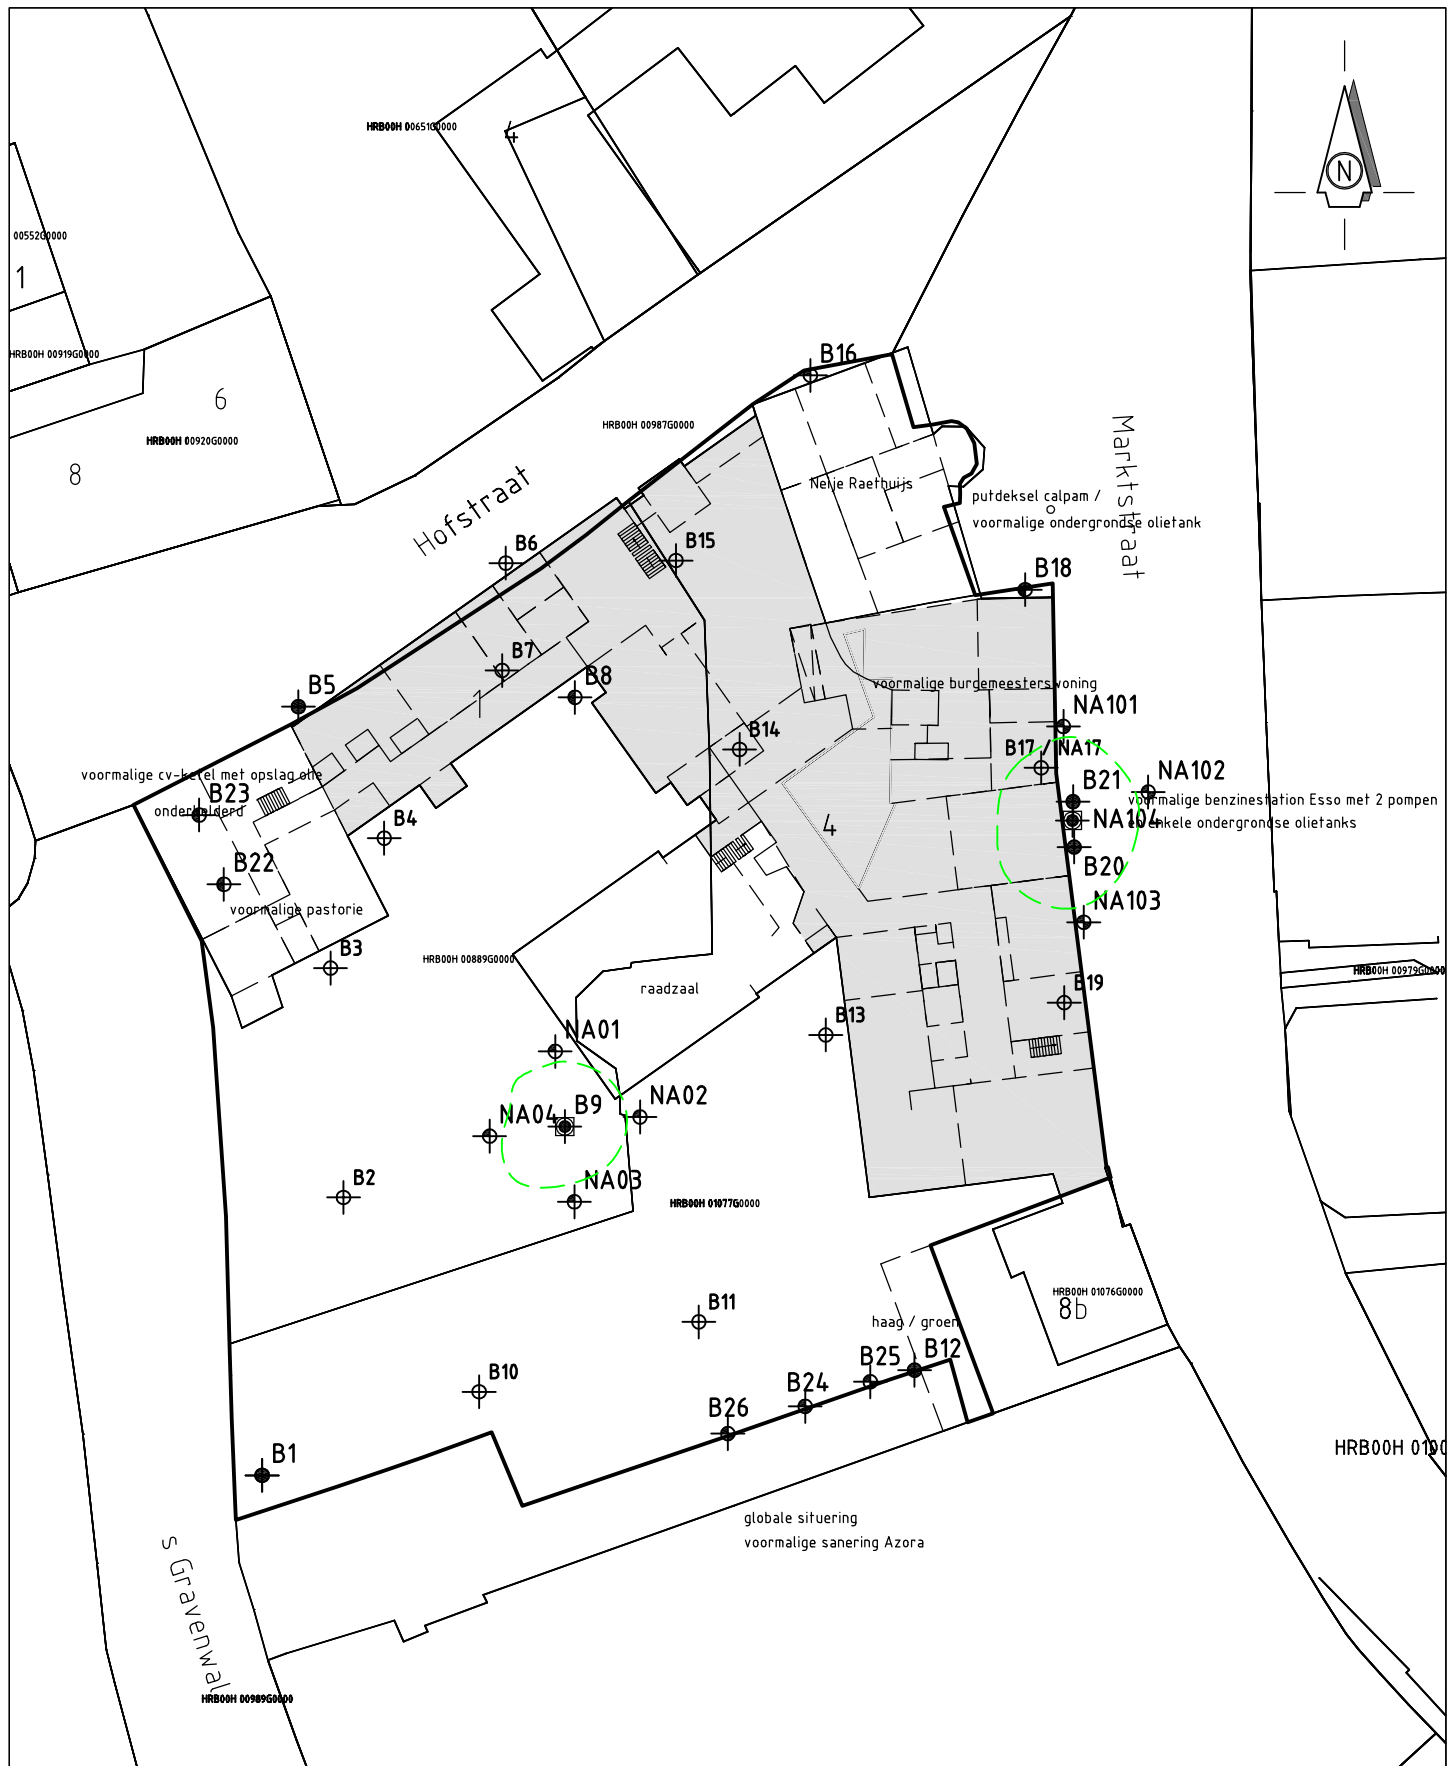 HRB00H 00651G0000
4
N
00552G0000
1
HRB00H 00919G0000
6
HRB00H 00920G0000
8
B16
HRB00H 00987G0000
Hofstraat
Marktstraat
Nelje Raethuijs
putdeksel calpam /
voormalige ondergrondse olietank
B6
B15
B18
B7
B8
B5
voormalige burgemeesterswoning
NA101
B14
B17 / NA17
voormalige cv-ketel met opslag olie
onderkelderd
B23
B21
NA102
voormalige benzinestation Esso met 2 pompen
en enkele ondergrondse olietanks
NA104
B4
4
B20
B22
voormalige pastorie
NA103
B3
HRB00H 00889G0000
raadzaal
HRB00H 00979G0000
B19
B13
NA01
B9
NA02
NA04
B2
NA03
HRB00H 01077G0000
HRB00H 01076G0000
8b
B11
haag / groen
B12
B25
B10
B24
B26
HRB00H 0100
B1
globale situering
voormalige sanering Azora
s Gravenwal
HRB00H 00989G0000